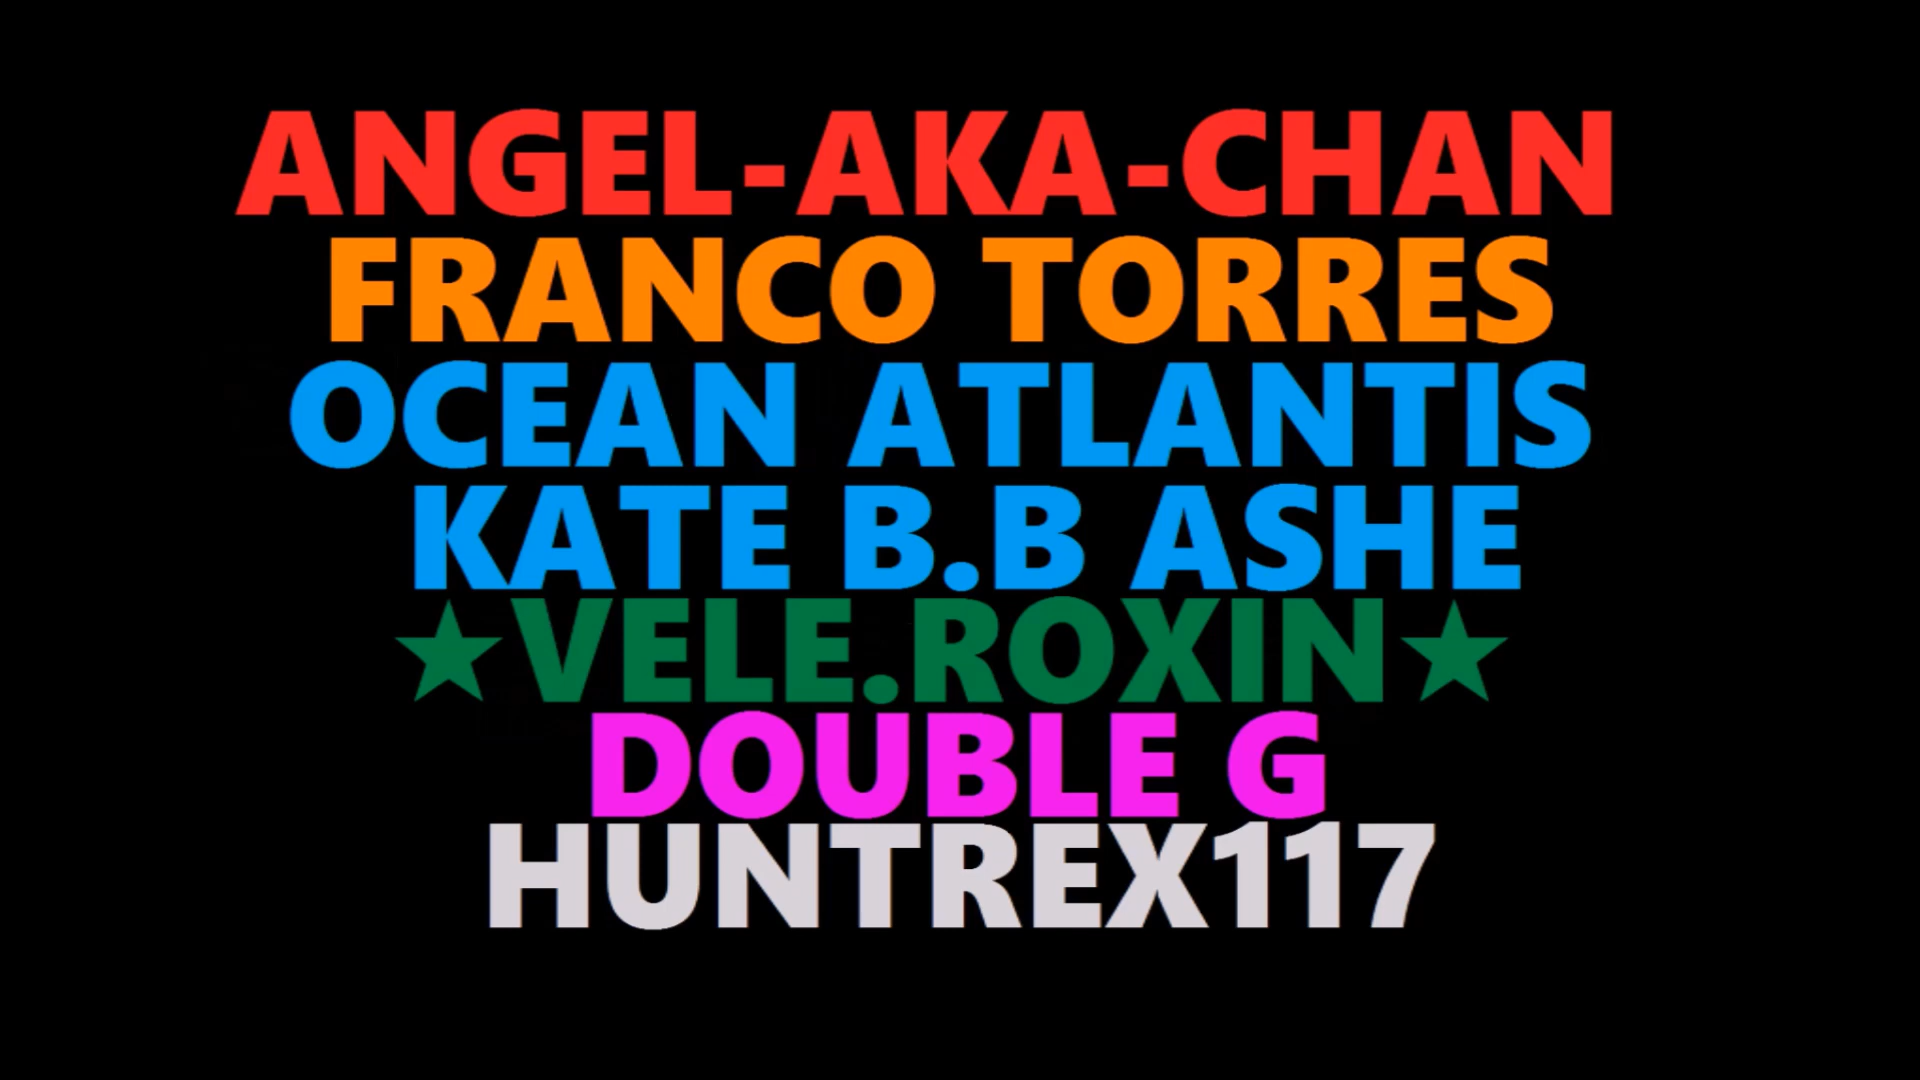 ANGEL-AKA-CHAN
FRANCO TORRES
OCEAN ATLANTIS
KATE B.B ASHE
★VELE.ROXIN★
DOUBLE G
HUNTREX117